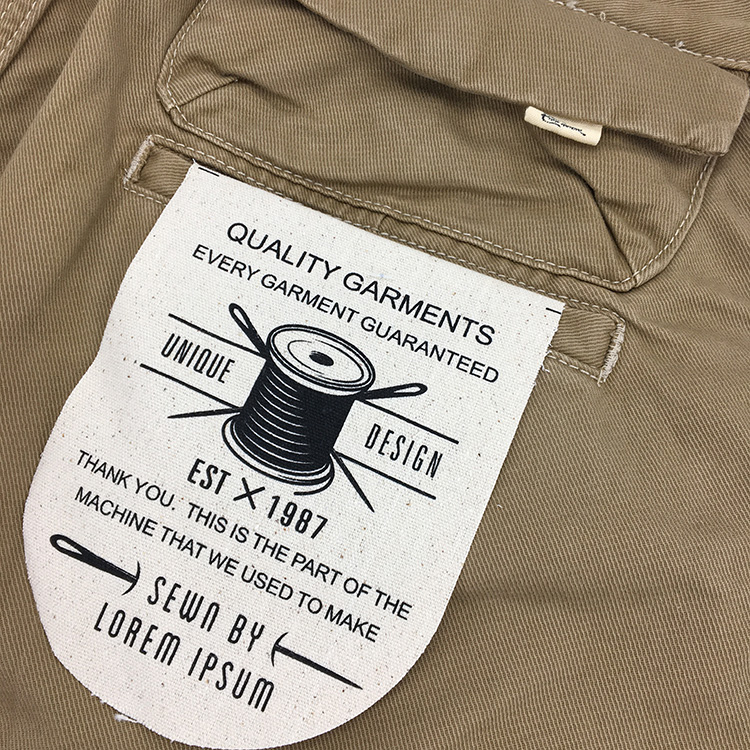 QUALITY GARMENTS
EVERY GARMENT GUARANTEED
UNIQUE
DESIGN
EST X 1987
THANK YOU. THIS IS THE PART OF THE
MACHINE THAT WE USED TO MAKE
SEWN BY
LOREM IPSUM